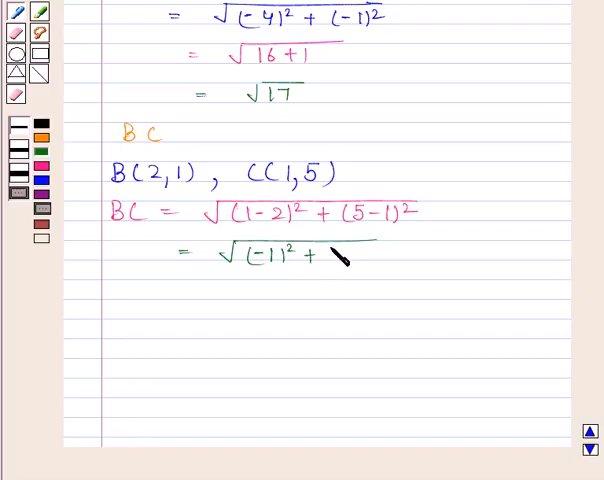 = √(-4)² + (-1)²
= √16 + 1
= √17
BC
B(2,1) , C(1,5)
BC = √(1-2)² + (5-1)²
= √(-1)² +